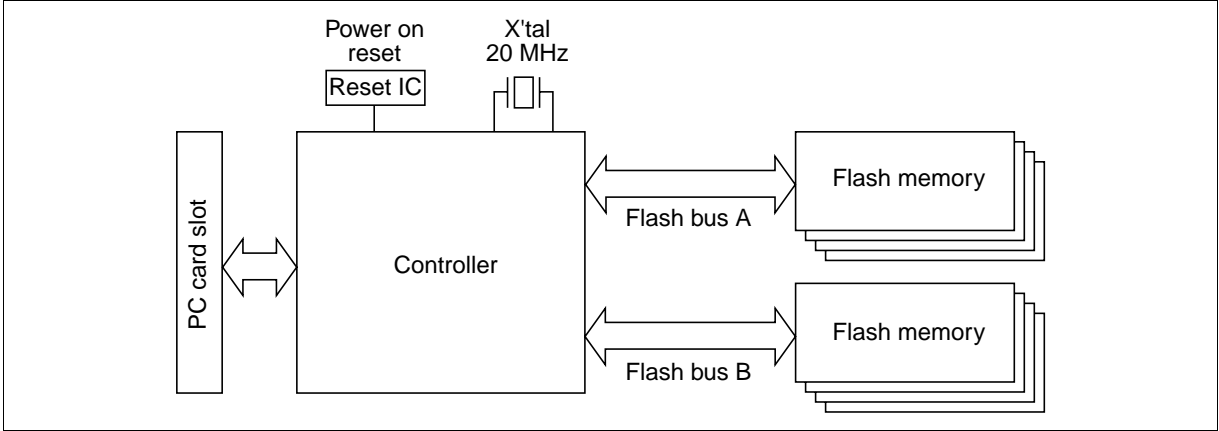 Power on
reset
Reset IC
X'tal
20 MHz
PC card slot
Controller
Flash bus A
Flash memory
Flash bus B
Flash memory